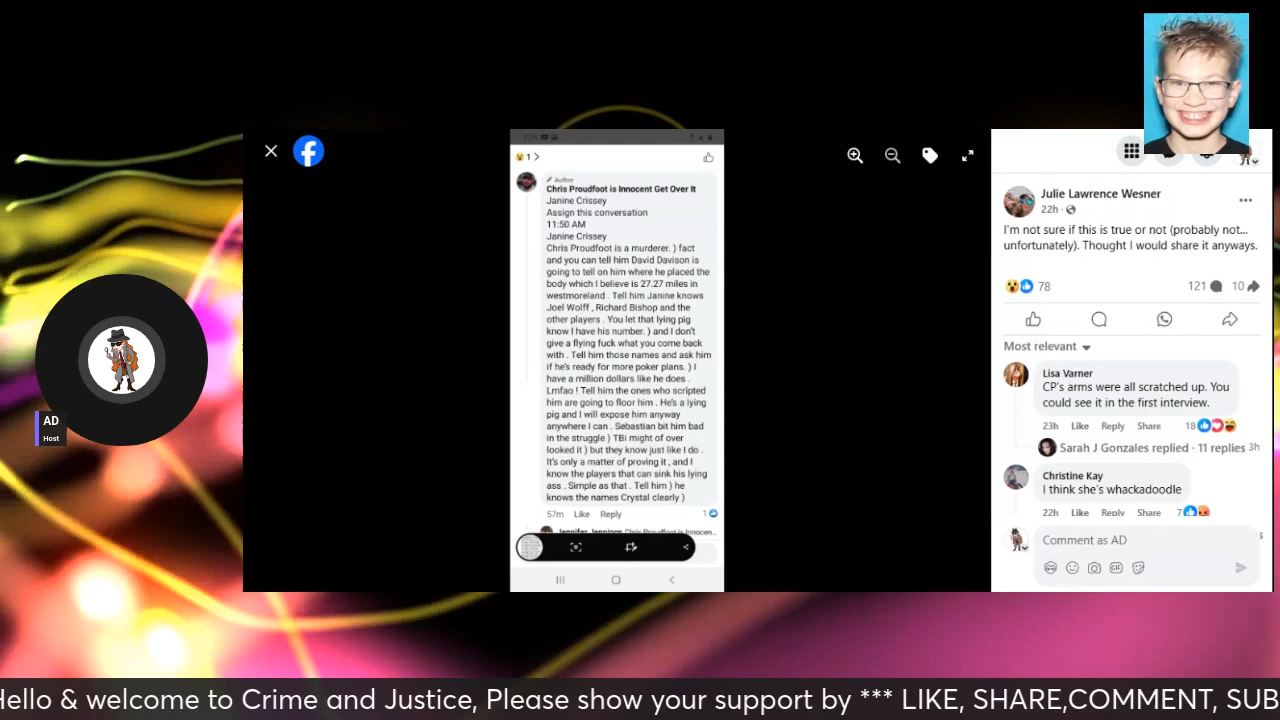 1
Author
Chris Proudfoot is Innocent Get Over It
Janine Crissey
Assign this conversation
11:50 AM
Janine Crissey
Chris Proudfoot is a murderer. ) fact
and you can tell him David Davison is
going to tell on him where he placed the
body which I believe is 27.27 miles in
westmoreland . Tell him Janine knows
Joel Wolff , Richard Bishop and the
other players . You let that lying pig
know I have his number. ) and I don't
give a flying fuck what you come back
with . Tell him those names and ask him
if he's ready for more poker plans. ) I
have a million dollars like he does .
Lmfao ! Tell him the ones who scripted
him are going to floor him . He's a lying
pig and I will expose him anyway
anywhere I can . Sebastian bit him bad
in the struggle ) TBi might of over
looked it ) but they know just like I do .
It's only a matter of proving it , and I
know the players that can sink his lying
ass . Simple as that . Tell him ) he
knows the names Crystal clearly )
57m Like Reply 1
Jennifer Jennings Chris Proudfoot is Innocen...
Julie Lawrence Wesner
22h
I'm not sure if this is true or not (probably not...
unfortunately). Thought I would share it anyways.
78 121 10
Most relevant
Lisa Varner
CP's arms were all scratched up. You
could see it in the first interview.
23h Like Reply Share 18
Sarah J Gonzales replied · 11 replies 3h
Christine Kay
I think she's whackadoodle
22h Like Reply Share 7
Comment as AD
GIF
AD
Host
Hello & welcome to Crime and Justice, Please show your support by *** LIKE, SHARE,COMMENT, SUB